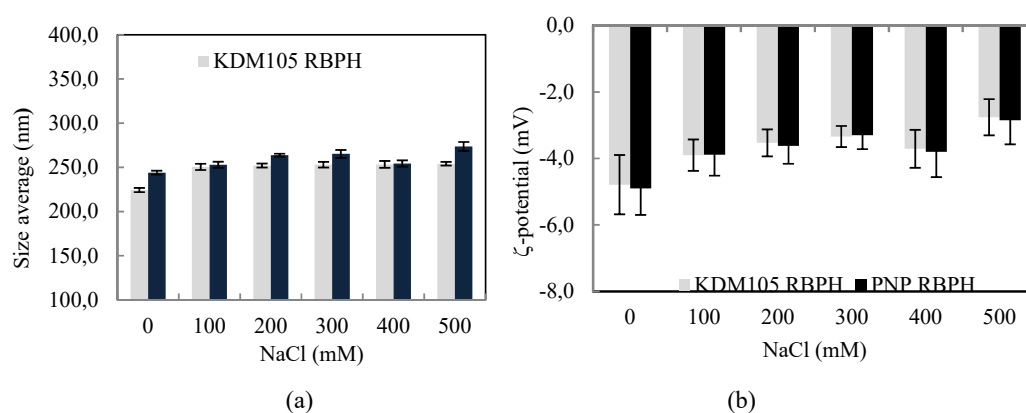 400,0
350,0
300,0
250,0
200,0
150,0
100,0
Size average (nm)
KDM105 RBPH
0 100 200 300 400 500
NaCl (mM)
(a)
0,0
-2,0
-4,0
-6,0
-8,0
ζ-potential (mV)
KDM105 RBPH PNP RBPH
0 100 200 300 400 500
NaCl (mM)
(b)